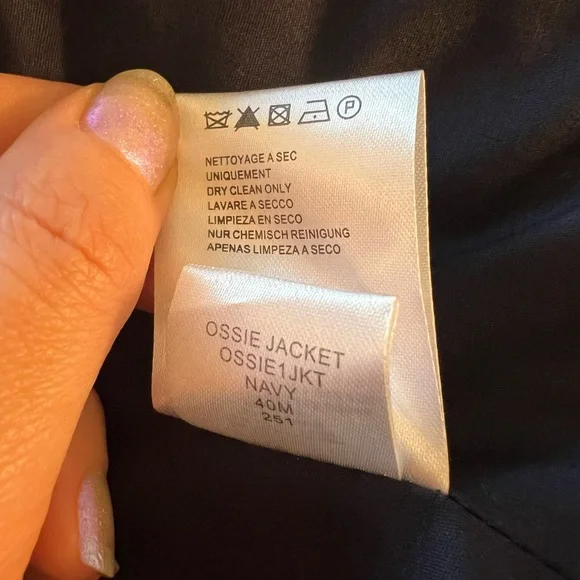 P
NETTOYAGE A SEC
UNIQUEMENT
DRY CLEAN ONLY
LAVARE A SECCO
LIMPIEZA EN SECO
NUR CHEMISCH REINIGUNG
APENAS LIMPEZA A SECO
OSSIE JACKET
OSSIE1JKT
NAVY
40M
251